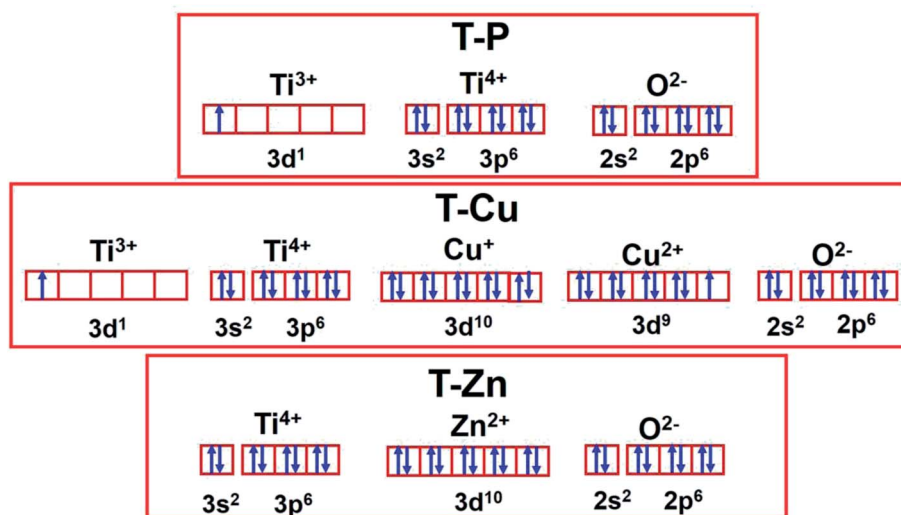 T-P
Ti³⁺ Ti⁴⁺ O²⁻
3d¹ 3s² 3p⁶ 2s² 2p⁶
T-Cu
Ti³⁺ Ti⁴⁺ Cu⁺ Cu²⁺ O²⁻
3d¹ 3s² 3p⁶ 3d¹⁰ 3d⁹ 2s² 2p⁶
T-Zn
Ti⁴⁺ Zn²⁺ O²⁻
3s² 3p⁶ 3d¹⁰ 2s² 2p⁶